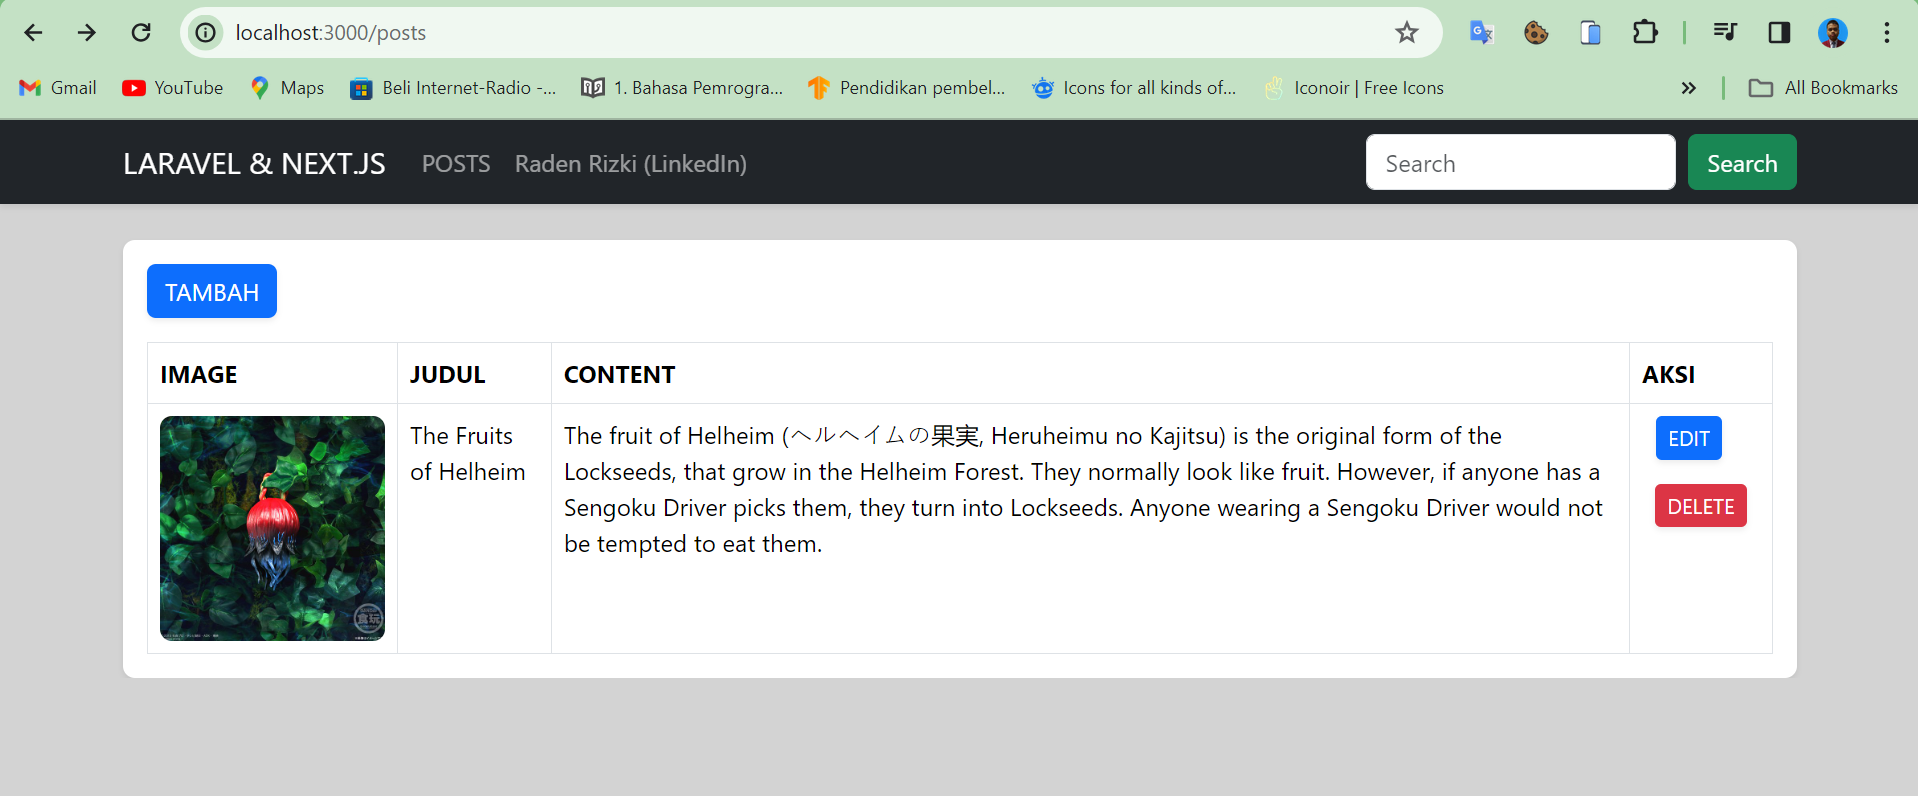 localhost:3000/posts
Gmail YouTube Maps Beli Internet-Radio -... 1. Bahasa Pemrogra... Pendidikan pembel... Icons for all kinds of... Iconoir | Free Icons All Bookmarks
LARAVEL & NEXT.JS POSTS Raden Rizki (LinkedIn) Search Search
TAMBAH
IMAGE JUDUL CONTENT AKSI
The Fruits
of Helheim
The fruit of Helheim (ヘルヘイムの果実, Heruheimu no Kajitsu) is the original form of the
Lockseeds, that grow in the Helheim Forest. They normally look like fruit. However, if anyone has a
Sengoku Driver picks them, they turn into Lockseeds. Anyone wearing a Sengoku Driver would not
be tempted to eat them.
EDIT
DELETE
食玩